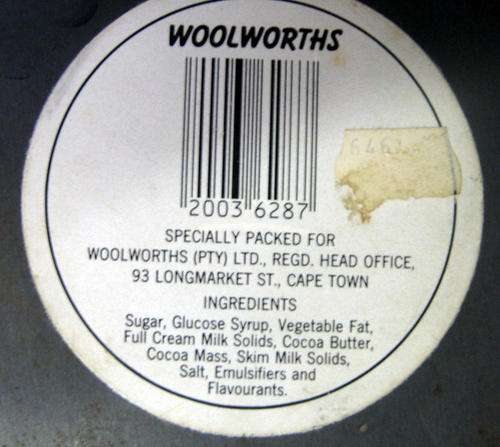 WOOLWORTHS
2003 6287
SPECIALLY PACKED FOR
WOOLWORTHS (PTY) LTD., REGD. HEAD OFFICE,
93 LONGMARKET ST., CAPE TOWN
INGREDIENTS
Sugar, Glucose Syrup, Vegetable Fat,
Full Cream Milk Solids, Cocoa Butter,
Cocoa Mass, Skim Milk Solids,
Salt, Emulsifiers and
Flavourants.